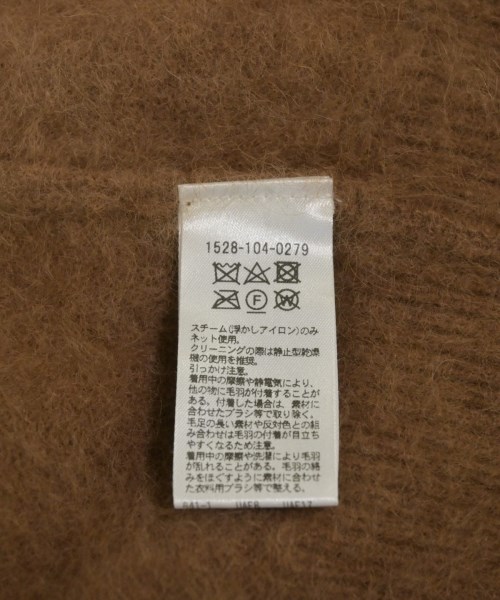 1528-104-0279
F
W
スチーム(浮かしアイロン)のみ
ネット使用。
クリーニングの際は静止型乾燥
機の使用を推奨。
引っかけ注意。
着用中の摩擦や静電気により、
他の物に毛羽が付着することが
ある。付着した場合は、素材に
合わせたブラシ等で取り除く。
毛足の長い素材や反対色との組
み合わせは毛羽の付着が目立ち
やすくなるため注意。
着用中の摩擦や洗濯により毛羽
が乱れることがある。毛羽の絡
みをほぐすように素材に合わせ
た衣料用ブラシ等で整える。